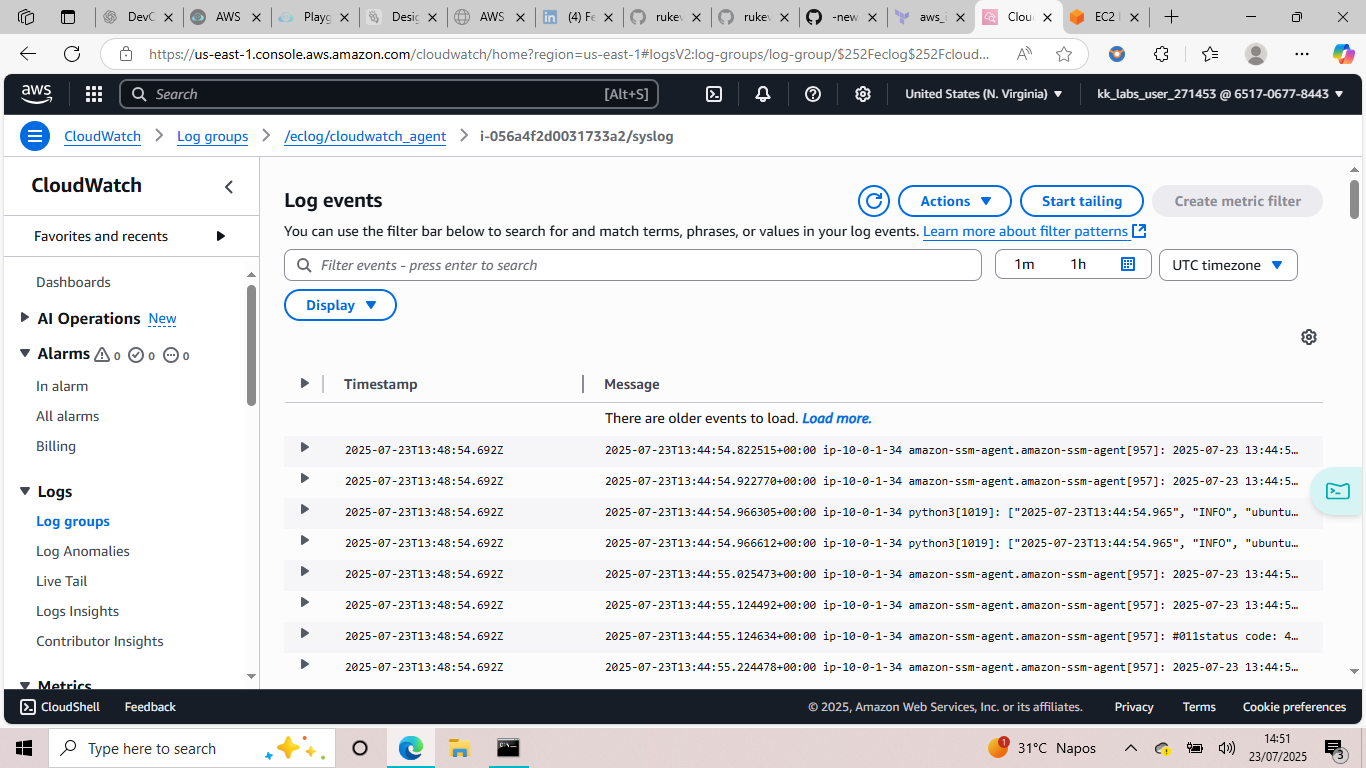 DevC
AWS
Playg
Desig
AWS
(4) Fe
rukev
rukev
-new
aws_i
Clou
EC2
https://us-east-1.console.aws.amazon.com/cloudwatch/home?region=us-east-1#logsV2:log-groups/log-group/$252Feclog$252Fcloud...
aws
Search [Alt+S]
United States (N. Virginia)
kk_labs_user_271453 @ 6517-0677-8443
CloudWatch
Log groups
/eclog/cloudwatch_agent
i-056a4f2d0031733a2/syslog
CloudWatch
Favorites and recents
Dashboards
AI Operations New
Alarms 0 0 0
In alarm
All alarms
Billing
Logs
Log groups
Log Anomalies
Live Tail
Logs Insights
Contributor Insights
Metrics
Log events
Actions
Start tailing
Create metric filter
You can use the filter bar below to search for and match terms, phrases, or values in your log events. Learn more about filter patterns
Filter events - press enter to search
1m
1h
UTC timezone
Display
Timestamp
Message
There are older events to load. Load more.
2025-07-23T13:48:54.692Z 2025-07-23T13:44:54.822515+00:00 ip-10-0-1-34 amazon-ssm-agent.amazon-ssm-agent[957]: 2025-07-23 13:44:5…
2025-07-23T13:48:54.692Z 2025-07-23T13:44:54.922770+00:00 ip-10-0-1-34 amazon-ssm-agent.amazon-ssm-agent[957]: 2025-07-23 13:44:5…
2025-07-23T13:48:54.692Z 2025-07-23T13:44:54.966305+00:00 ip-10-0-1-34 python3[1019]: ["2025-07-23T13:44:54.965", "INFO", "ubuntu…
2025-07-23T13:48:54.692Z 2025-07-23T13:44:54.966612+00:00 ip-10-0-1-34 python3[1019]: ["2025-07-23T13:44:54.965", "INFO", "ubuntu…
2025-07-23T13:48:54.692Z 2025-07-23T13:44:55.025473+00:00 ip-10-0-1-34 amazon-ssm-agent.amazon-ssm-agent[957]: 2025-07-23 13:44:5…
2025-07-23T13:48:54.692Z 2025-07-23T13:44:55.124492+00:00 ip-10-0-1-34 amazon-ssm-agent.amazon-ssm-agent[957]: 2025-07-23 13:44:5…
2025-07-23T13:48:54.692Z 2025-07-23T13:44:55.124634+00:00 ip-10-0-1-34 amazon-ssm-agent.amazon-ssm-agent[957]: #011status code: 4…
2025-07-23T13:48:54.692Z 2025-07-23T13:44:55.224478+00:00 ip-10-0-1-34 amazon-ssm-agent.amazon-ssm-agent[957]: 2025-07-23 13:44:5…
CloudShell
Feedback
© 2025, Amazon Web Services, Inc. or its affiliates.
Privacy
Terms
Cookie preferences
Type here to search
1
31°C Napos
14:51
23/07/2025
3